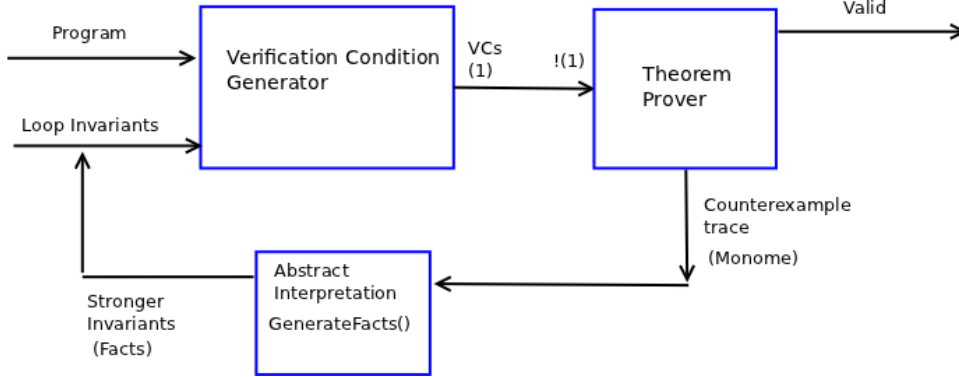 Valid
Program
Verification Condition
Generator
VCs
(1)
!(1)
Theorem
Prover
Loop Invariants
Counterexample
trace
(Monome)
Abstract
Interpretation
GenerateFacts()
Stronger
Invariants
(Facts)